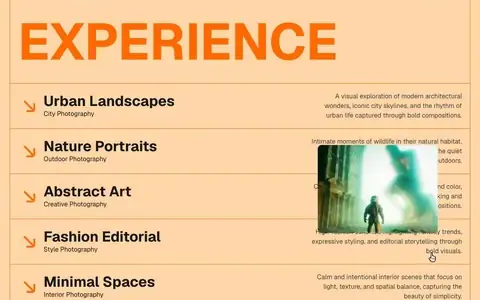 EXPERIENCE
Urban Landscapes
City Photography
A visual exploration of modern architectural
wonders, iconic city skylines, and the rhythm of
urban life captured through bold compositions.
Nature Portraits
Outdoor Photography
Intimate moments of wildlife in their natural habitat.
the quiet
outdoors.
Abstract Art
Creative Photography
and color,
Fashion Editorial
Style Photography
trends,
expressive styling, and editorial storytelling through
bold visuals.
Minimal Spaces
Interior Photography
Calm and intentional interior scenes that focus on
light, texture, and spatial balance, capturing the
beauty of simplicity.